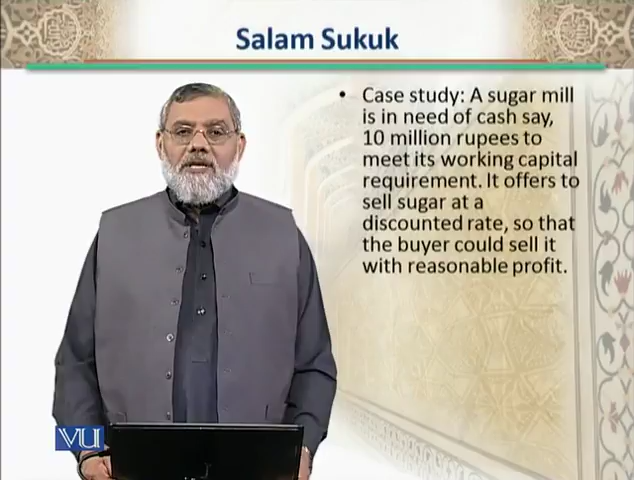 Salam Sukuk
• Case study: A sugar mill
is in need of cash say,
10 million rupees to
meet its working capital
requirement. It offers to
sell sugar at a
discounted rate, so that
the buyer could sell it
with reasonable profit.
VU